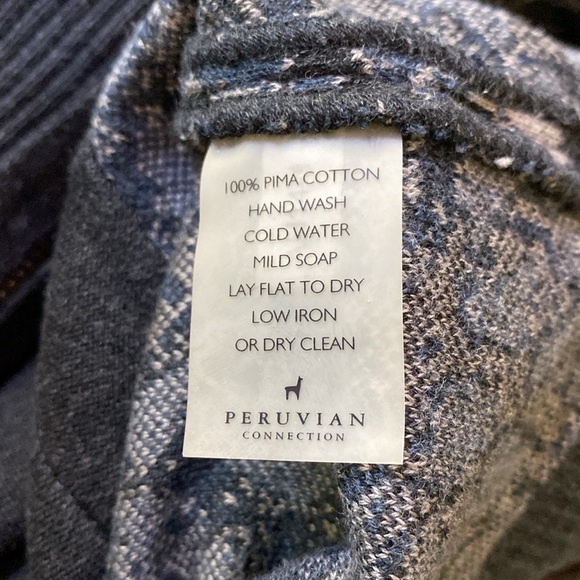 100% PIMA COTTON
HAND WASH
COLD WATER
MILD SOAP
LAY FLAT TO DRY
LOW IRON
OR DRY CLEAN
PERUVIAN
CONNECTION